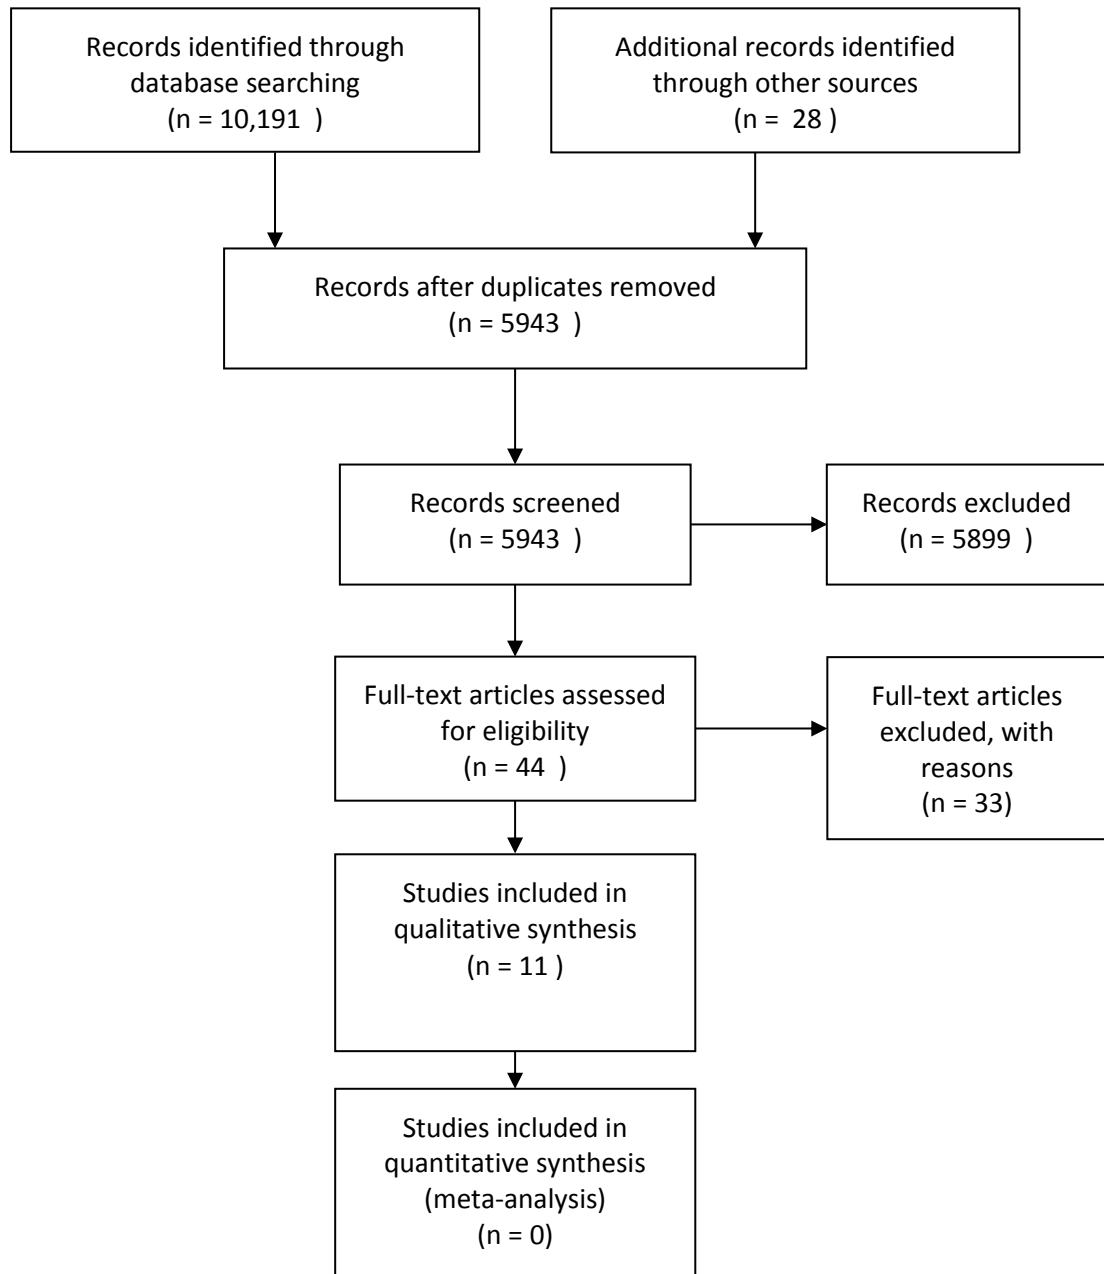 Records identified through
database searching
(n = 10,191  )
Additional records identified
through other sources
(n =  28 )
Records after duplicates removed
(n = 5943  )
Records screened
(n = 5943  )
Records excluded
(n = 5899  )
Full-text articles assessed
for eligibility
(n = 44  )
Full-text articles
excluded, with
reasons
(n = 33)
Studies included in
qualitative synthesis
(n = 11 )
Studies included in
quantitative synthesis
(meta-analysis)
(n = 0)